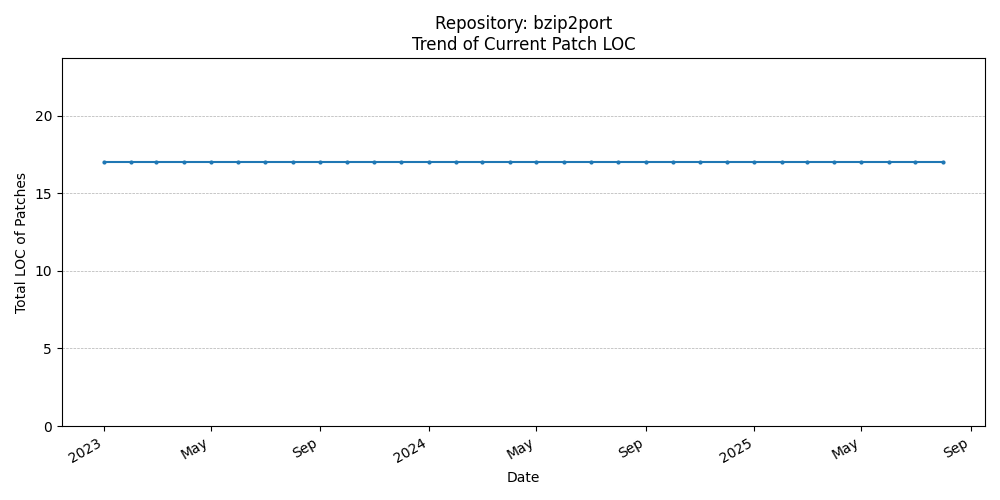 Repository: bzip2port
Trend of Current Patch LOC
Total LOC of Patches
20
15
10
5
0
2023
May
Sep
2024
May
Sep
2025
May
Sep
Date